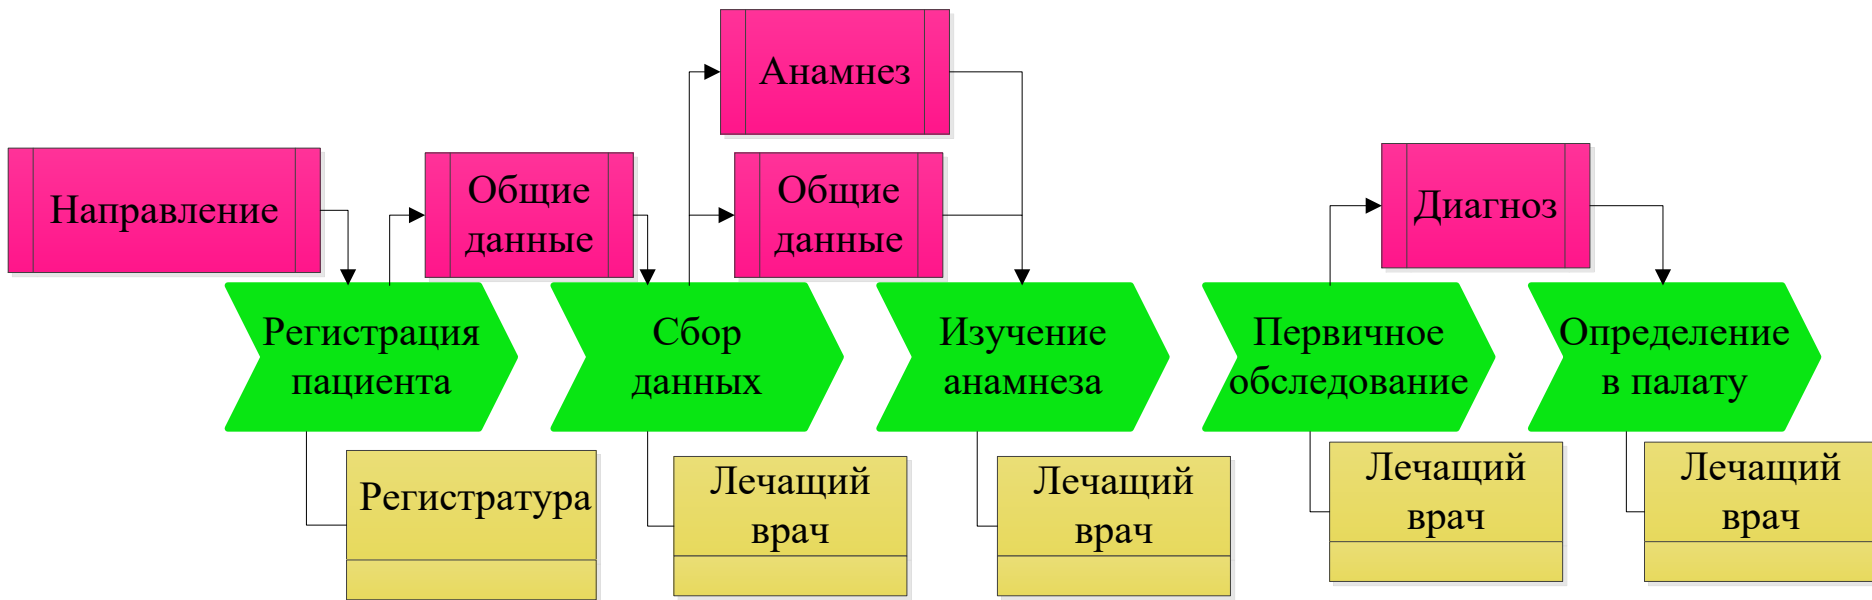 Анамнез
Направление
Общие
данные
Общие
данные
Диагноз
Регистрация
пациента
Сбор
данных
Изучение
анамнеза
Первичное
обследование
Определение
в палату
Регистратура
Лечащий
врач
Лечащий
врач
Лечащий
врач
Лечащий
врач